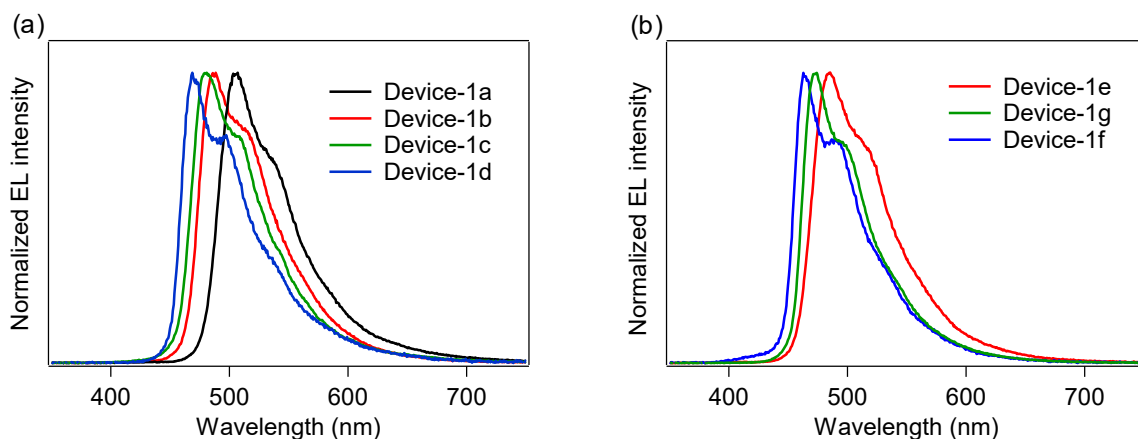 (a)
Normalized EL intensity
Device-1a
Device-1b
Device-1c
Device-1d
400
500
600
700
Wavelength (nm)
(b)
Normalized EL intensity
Device-1e
Device-1g
Device-1f
400
500
600
700
Wavelength (nm)